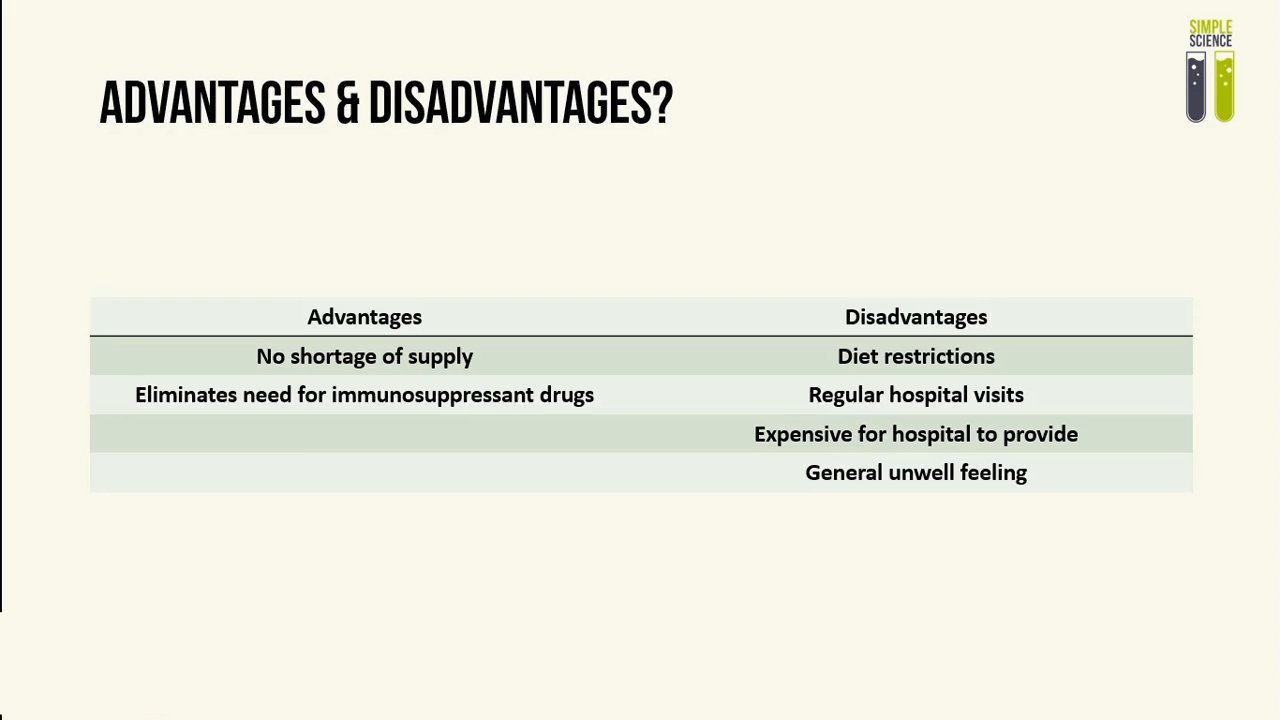 SIMPLE
SCIENCE
ADVANTAGES & DISADVANTAGES?
Advantages Disadvantages
No shortage of supply Diet restrictions
Eliminates need for immunosuppressant drugs Regular hospital visits
Expensive for hospital to provide
General unwell feeling